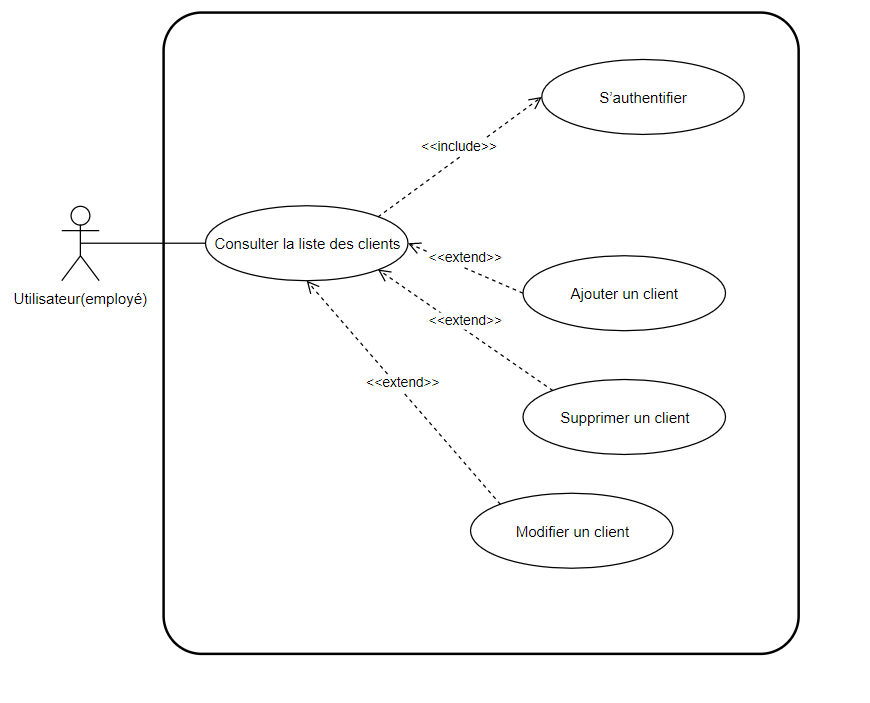 S'authentifier
<<include>>
Consulter la liste des clients
<<extend>>
Ajouter un client
Utilisateur(employé)
<<extend>>
<<extend>>
Supprimer un client
Modifier un client